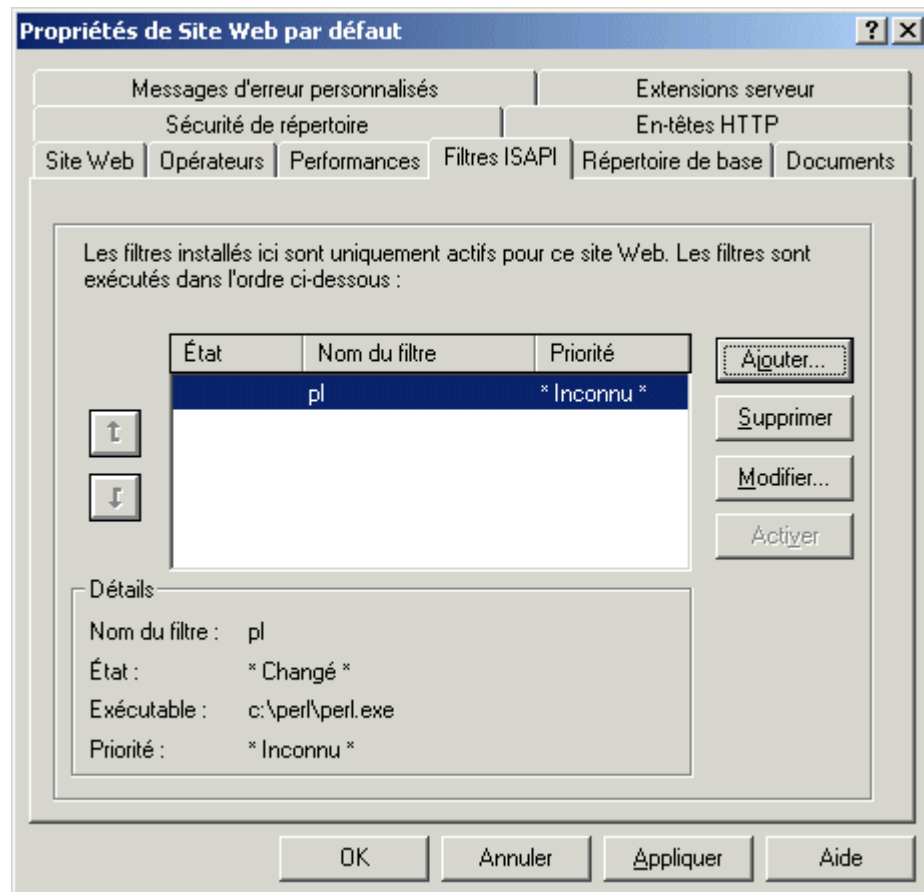 Propriétés de Site Web par défaut
Messages d'erreur personnalisés
Extensions serveur
Sécurité de répertoire
En-têtes HTTP
Site Web
Opérateurs
Performances
Filtres ISAPI
Répertoire de base
Documents
Les filtres installés ici sont uniquement actifs pour ce site Web. Les filtres sont
exécutés dans l'ordre ci-dessous :
État
Nom du filtre
Priorité
pl
* Inconnu *
Ajouter...
Supprimer
Modifier...
Activer
Détails
Nom du filtre : pl
État : * Changé *
Exécutable : c:\perl\perl.exe
Priorité : * Inconnu *
OK
Annuler
Appliquer
Aide